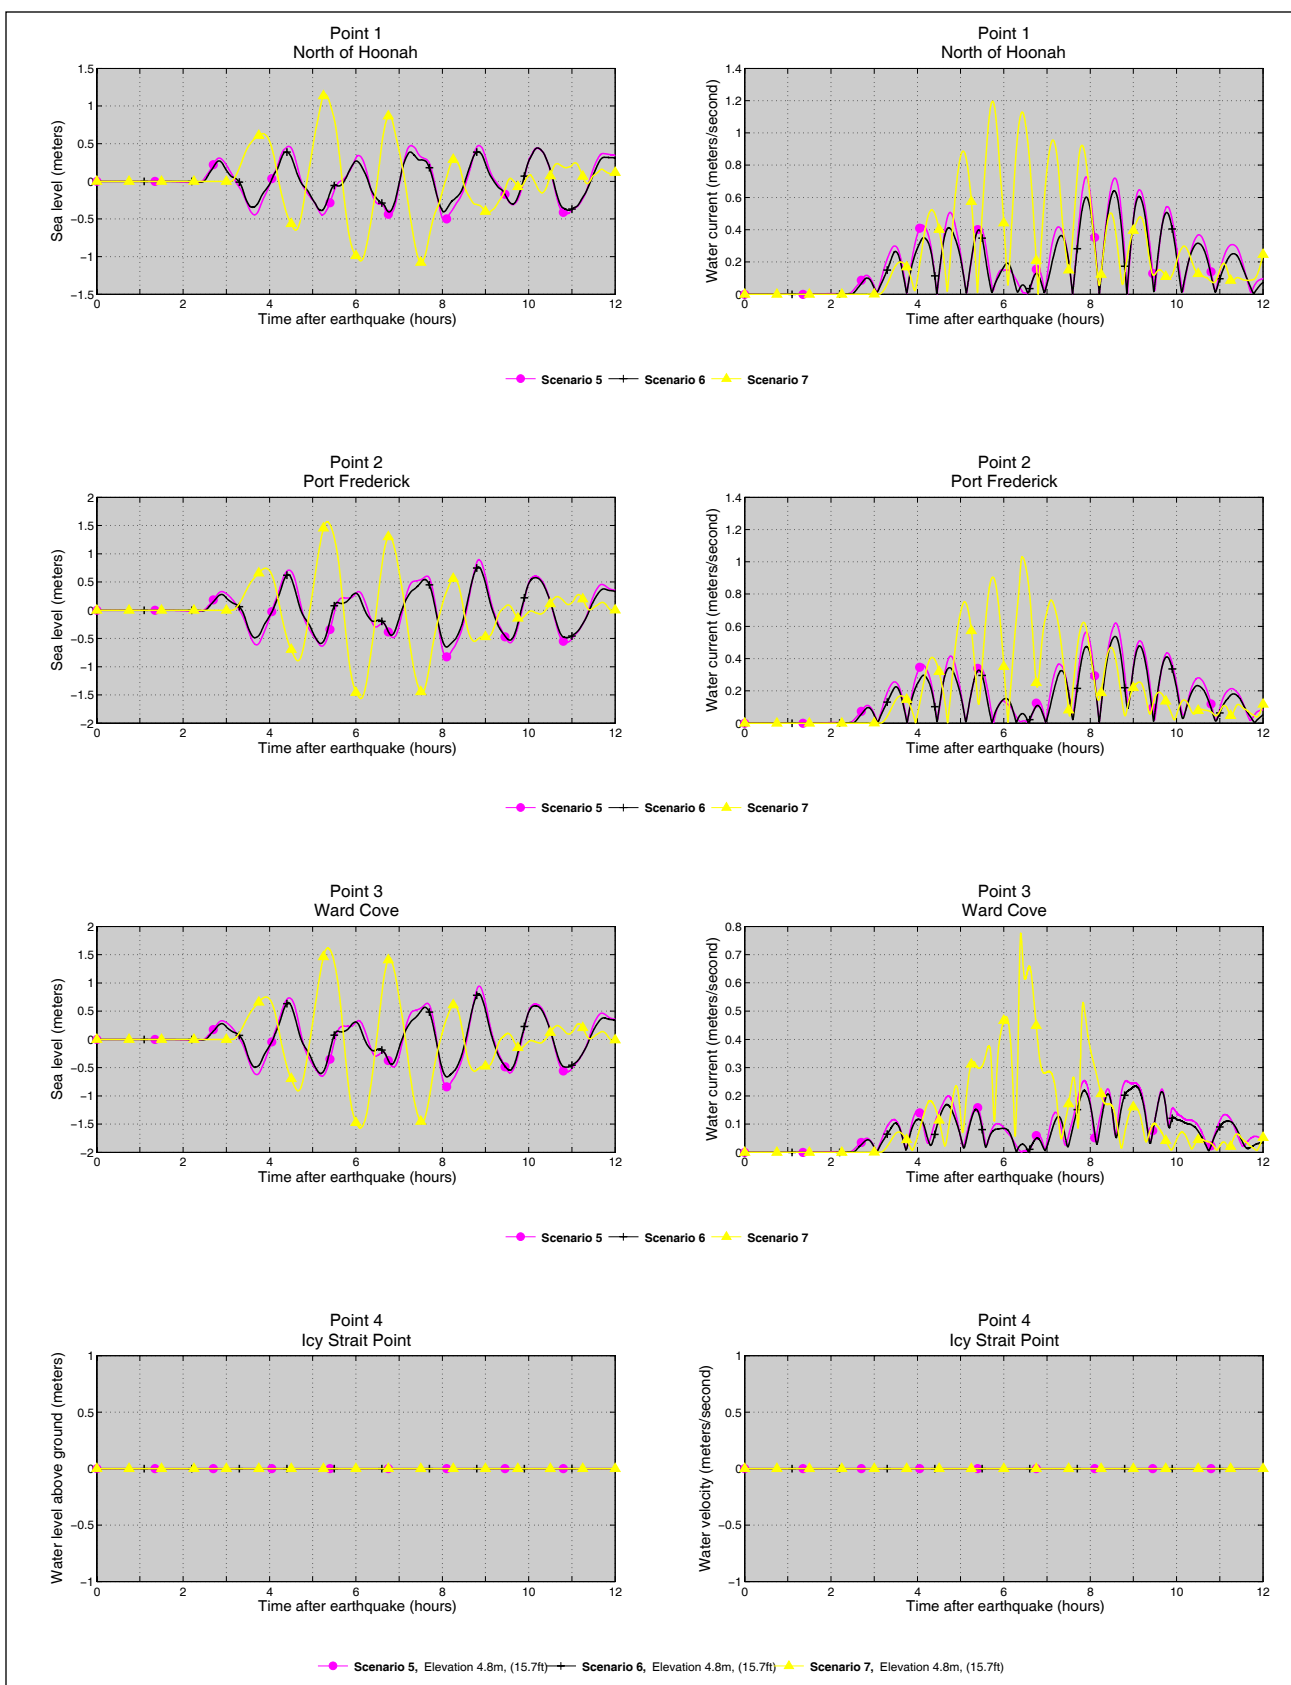 Point 1
North of Hoonah
Sea level (meters)
1.5
1
0.5
0
−0.5
−1
−1.5
0 2 4 6 8 10 12
Time after earthquake (hours)
Point 1
North of Hoonah
Water current (meters/second)
1.4
1.2
1
0.8
0.6
0.4
0.2
0
0 2 4 6 8 10 12
Time after earthquake (hours)
Scenario 5 Scenario 6 Scenario 7
Point 2
Port Frederick
Sea level (meters)
2
1.5
1
0.5
0
−0.5
−1
−1.5
−2
0 2 4 6 8 10 12
Time after earthquake (hours)
Point 2
Port Frederick
Water current (meters/second)
1.4
1.2
1
0.8
0.6
0.4
0.2
0
0 2 4 6 8 10 12
Time after earthquake (hours)
Scenario 5 Scenario 6 Scenario 7
Point 3
Ward Cove
Sea level (meters)
2
1.5
1
0.5
0
−0.5
−1
−1.5
−2
0 2 4 6 8 10 12
Time after earthquake (hours)
Point 3
Ward Cove
Water current (meters/second)
0.8
0.7
0.6
0.5
0.4
0.3
0.2
0.1
0
0 2 4 6 8 10 12
Time after earthquake (hours)
Scenario 5 Scenario 6 Scenario 7
Point 4
Icy Strait Point
Water level above ground (meters)
1
0.5
0
−0.5
−1
0 2 4 6 8 10 12
Time after earthquake (hours)
Point 4
Icy Strait Point
Water velocity (meters/second)
1
0.5
0
−0.5
−1
0 2 4 6 8 10 12
Time after earthquake (hours)
Scenario 5, Elevation 4.8m, (15.7ft) Scenario 6, Elevation 4.8m, (15.7ft) Scenario 7, Elevation 4.8m, (15.7ft)